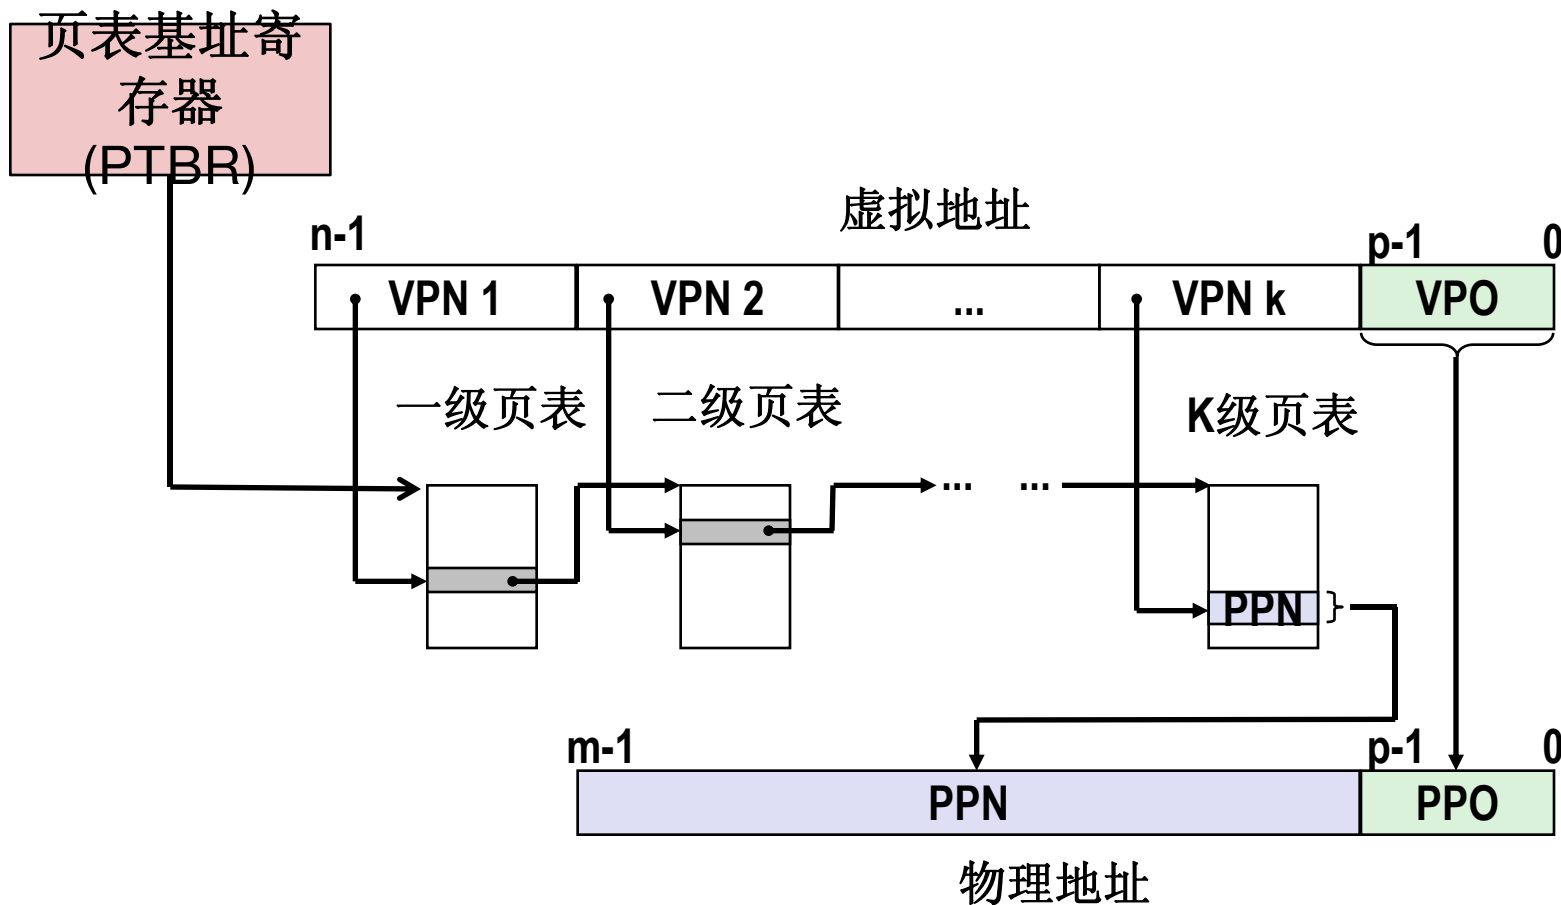 页表基址寄
存器
(PTBR)
虚拟地址
n-1 p-1 0
VPN 1 VPN 2 ... VPN k VPO
一级页表 二级页表 K级页表
... ...
PPN
m-1 p-1 0
PPN PPO
物理地址